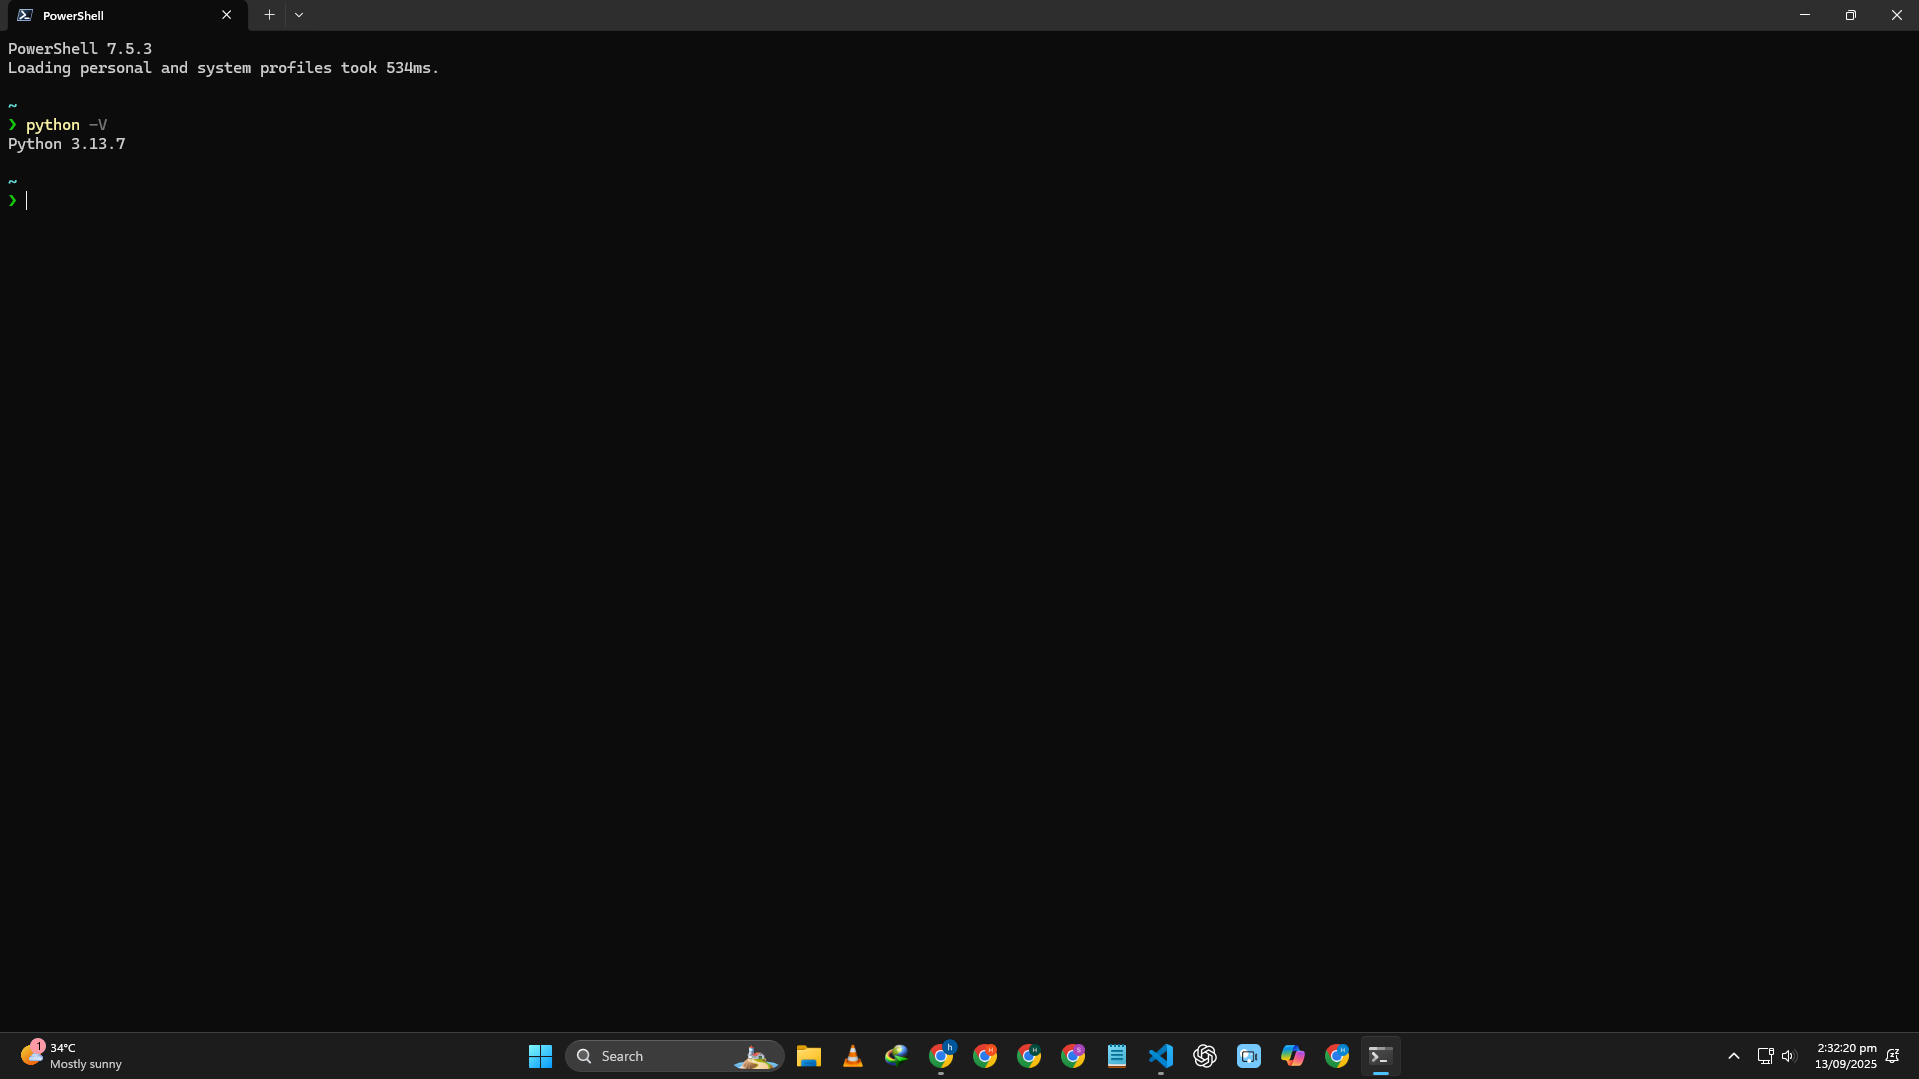 PowerShell
PowerShell 7.5.3
Loading personal and system profiles took 534ms.
~
❯ python -V
Python 3.13.7
~
❯
1
34°C
Mostly sunny
Search
2:32:20 pm
13/09/2025